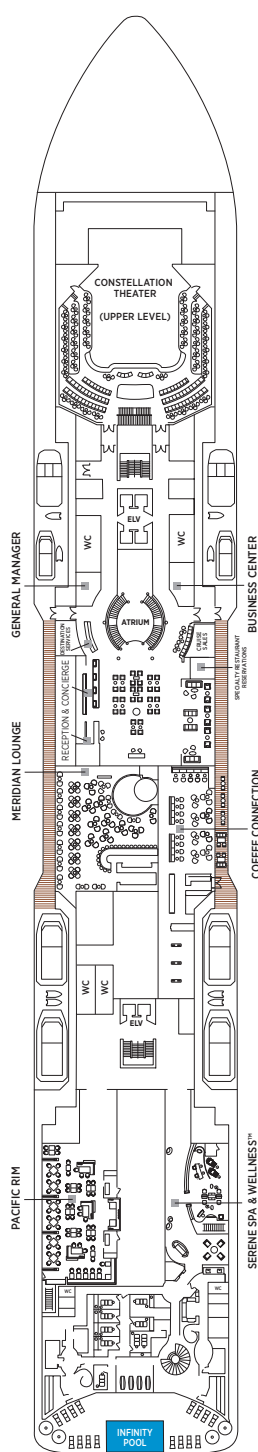 CONSTELLATION
THEATER
(UPPER LEVEL)
ELV
WC
WC
GENERAL MANAGER
BUSINESS CENTER
DESTINATION
SERVICES
ATRIUM
CRUISE
SALES
SPECIALTY RESTAURANT
RESERVATIONS
RECEPTION & CONCIERGE
MERIDIAN LOUNGE
COFFEE CONNECTION
WC
WC
ELV
PACIFIC RIM
SERENE SPA & WELLNESS™
WC
WC
INFINITY
POOL